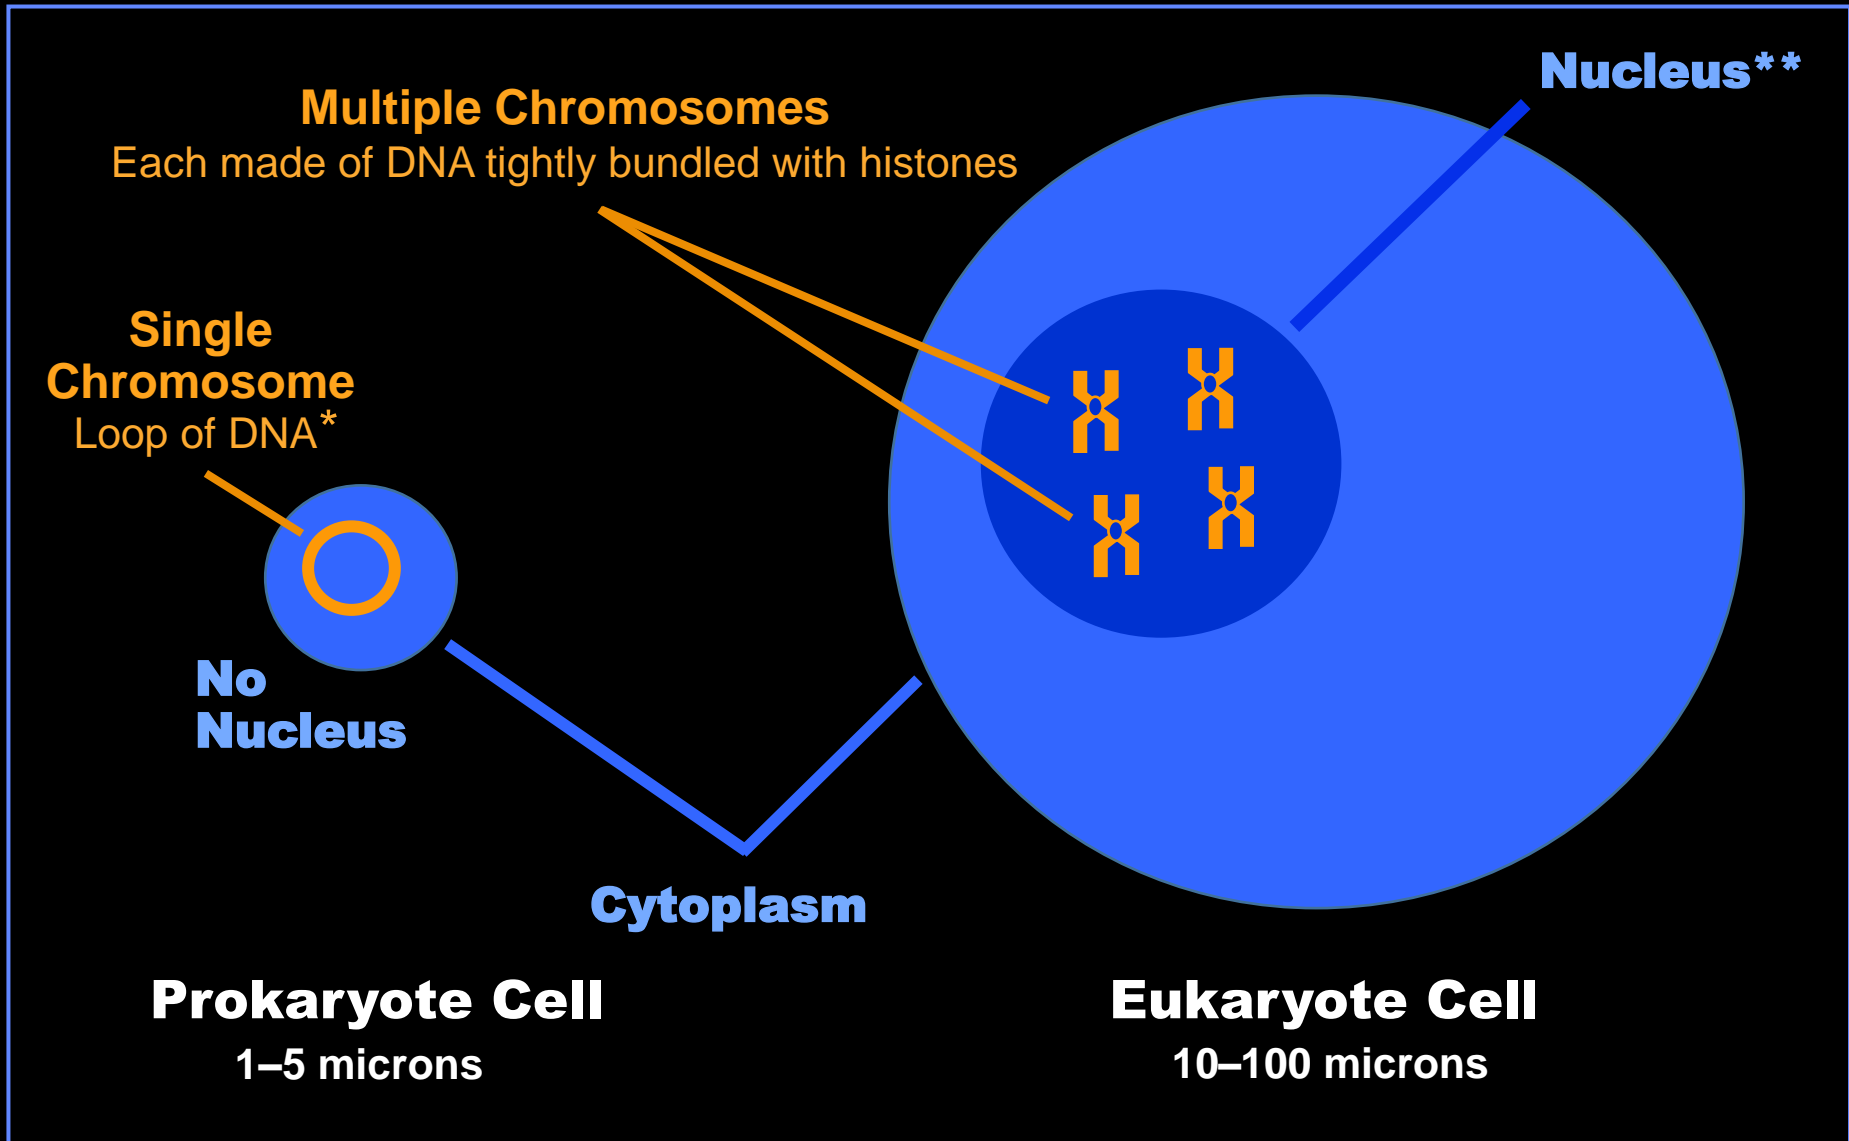 Nucleus**
Multiple Chromosomes
Each made of DNA tightly bundled with histones
Single
Chromosome
Loop of DNA*
No
Nucleus
Cytoplasm
Prokaryote Cell
1–5 microns
Eukaryote Cell
10–100 microns